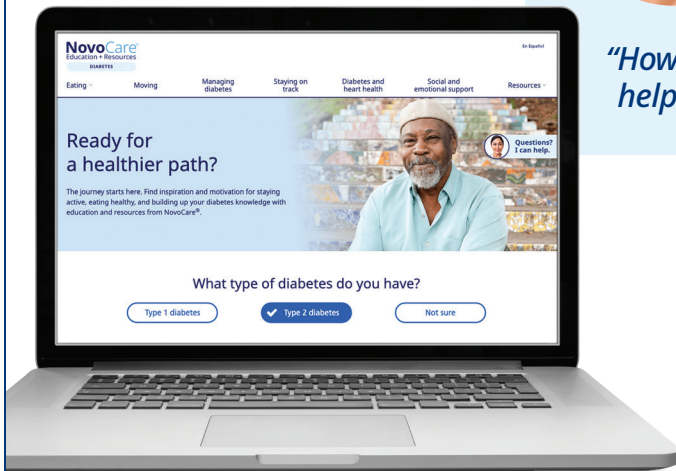 NovoCare®
Education + Resources
DIABETES
En Español
Eating
Moving
Managing
diabetes
Staying on
track
Diabetes and
heart health
Social and
emotional support
Resources
Ready for
a healthier path?
The journey starts here. Find inspiration and motivation for staying
active, eating healthy, and building up your diabetes knowledge with
education and resources from NovoCare®.
Questions?
I can help.
What type of diabetes do you have?
Type 1 diabetes
Type 2 diabetes
Not sure
“How
help